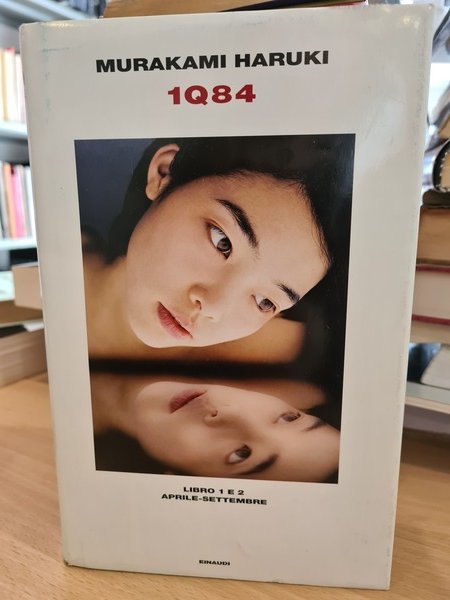 MURAKAMI HARUKI
1Q84
LIBRO 1 E 2
APRILE-SETTEMBRE
EINAUDI